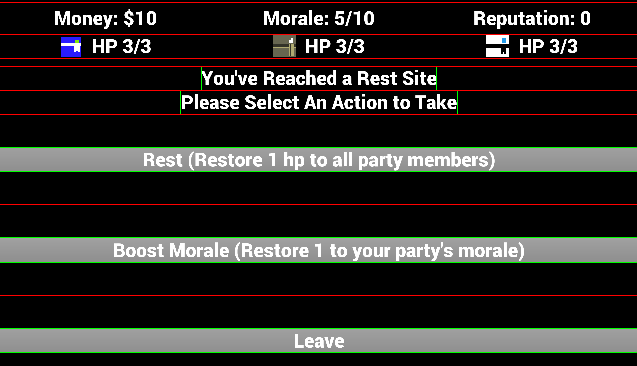 Money: $10 Morale: 5/10 Reputation: 0
HP 3/3 HP 3/3 HP 3/3
You've Reached a Rest Site
Please Select An Action to Take
Rest (Restore 1 hp to all party members)
Boost Morale (Restore 1 to your party's morale)
Leave